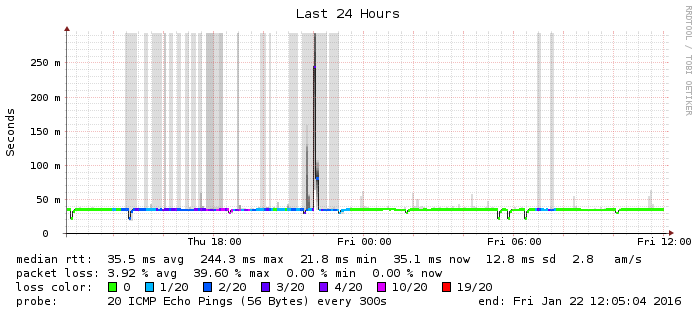 Last 24 Hours
RRDTOOL / TOBI OETIKER
Seconds
250 m
200 m
150 m
100 m
50 m
0
Thu 18:00 Fri 00:00 Fri 06:00 Fri 12:00
median rtt: 35.5 ms avg 244.3 ms max 21.8 ms min 35.1 ms now 12.8 ms sd 2.8 am/s
packet loss: 3.92 % avg 39.60 % max 0.00 % min 0.00 % now
loss color: 0 1/20 2/20 3/20 4/20 10/20 19/20
probe: 20 ICMP Echo Pings (56 Bytes) every 300s end: Fri Jan 22 12:05:04 2016